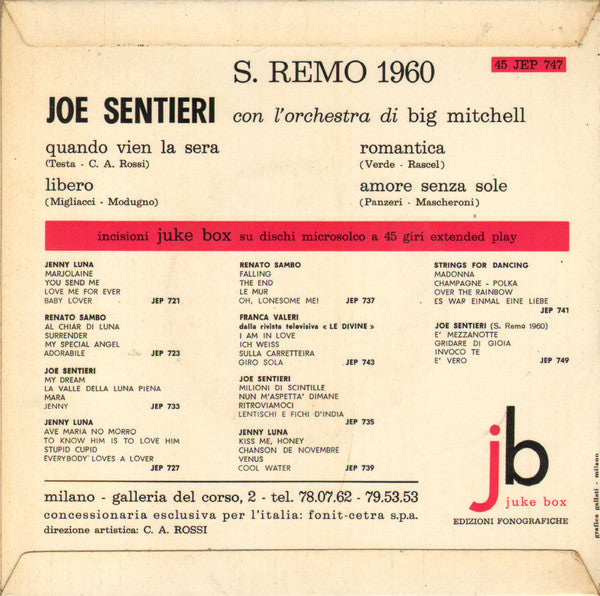 45 JEP 747
S. REMO 1960
JOE SENTIERI con l'orchestra di big mitchell
quando vien la sera
(Testa - C. A. Rossi)
libero
(Migliacci - Modugno)
romantica
(Verde - Rascel)
amore senza sole
(Panzeri - Mascheroni)
incisioni juke box su dischi microsolco a 45 giri extended play
JENNY LUNA
MARJOLAINE
YOU SEND ME
LOVE ME FOR EVER
BABY LOVER JEP 721
RENATO SAMBO
AL CHIAR DI LUNA
SURRENDER
MY SPECIAL ANGEL
ADORABILE JEP 723
JOE SENTIERI
MY DREAM
LA VALLE DELLA LUNA PIENA
MARA
JENNY JEP 733
JENNY LUNA
AVE MARIA NO MORRO
TO KNOW HIM IS TO LOVE HIM
STUPID CUPID
EVERYBODY LOVES A LOVER
JEP 727
RENATO SAMBO
FALLING
THE END
LE MUR
OH, LONESOME ME! JEP 737
FRANCA VALERI
dalla rivista televisiva « LE DIVINE »
I AM IN LOVE
ICH WEISS
SULLA CARRETTEIRA
GIRO SOLA JEP 743
JOE SENTIERI
MILIONI DI SCINTILLE
NUN M'ASPETTA' DIMANE
RITROVIAMOCI
LENTISCHI E FICHI D'INDIA
JEP 735
JENNY LUNA
KISS ME, HONEY
CHANSON DE NOVEMBRE
VENUS
COOL WATER JEP 739
STRINGS FOR DANCING
MADONNA
CHAMPAGNE - POLKA
OVER THE RAINBOW
ES WAR EINMAL EINE LIEBE
JEP 741
JOE SENTIERI (S. Remo 1960)
E' MEZZANOTTE
GRIDARE DI GIOIA
INVOCO TE
E' VERO JEP 749
jb
juke box
EDIZIONI FONOGRAFICHE
milano - galleria del corso, 2 - tel. 78.07.62 - 79.53.53
concessionaria esclusiva per l'italia: fonit-cetra s.p.a.
direzione artistica: C. A. ROSSI
grafica gallati - milano